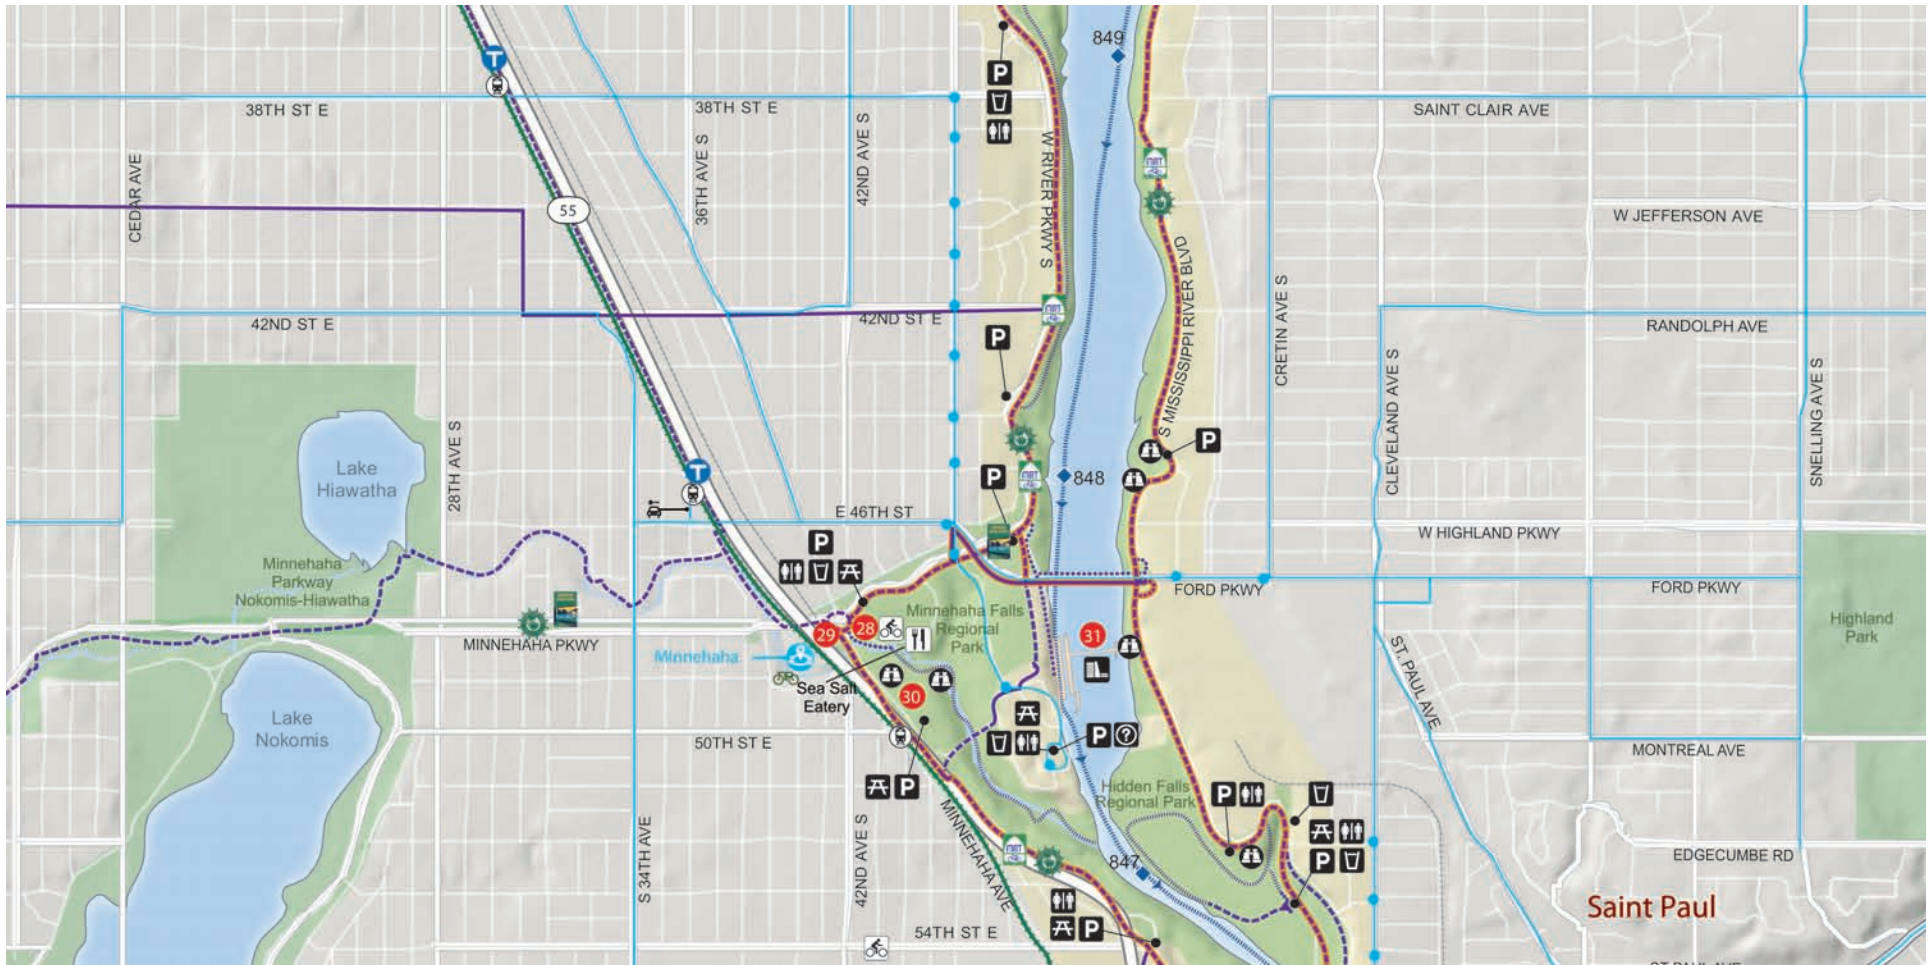 849
38TH ST E
38TH ST E
SAINT CLAIR AVE
CEDAR AVE
36TH AVE S
42ND AVE S
W RIVER PKWY S
55
W JEFFERSON AVE
S MISSISSIPPI RIVER BLVD
CRETIN AVE S
42ND ST E
42ND ST E
RANDOLPH AVE
CLEVELAND AVE S
SNELLING AVE S
28TH AVE S
Lake
Hiawatha
848
E 46TH ST
W HIGHLAND PKWY
Minnehaha
Parkway
Nokomis-Hiawatha
FORD PKWY
FORD PKWY
Minnehaha Falls
Regional
Park
Highland
Park
MINNEHAHA PKWY
29
28
31
Minnehaha
ST. PAUL AVE
Sea Salt
Eatery
30
Lake
Nokomis
50TH ST E
MONTREAL AVE
Hidden Falls
Regional Park
S 34TH AVE
42ND AVE S
MINNEHAHA AVE
847
EDGECUMBE RD
Saint Paul
54TH ST E
P
P
P
P
P
P
P
P
P
P
P
T
T
?
MRT
MRT
MRT
MRT